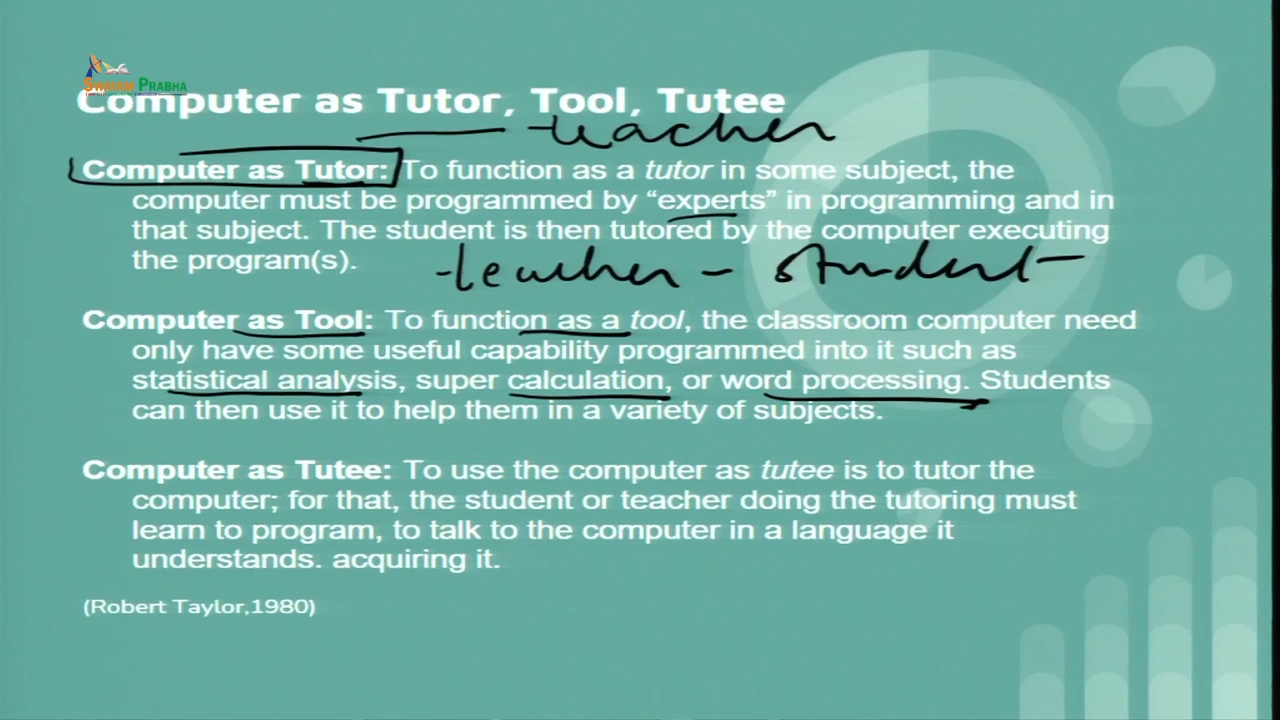 SWAYAM PRABHA
Computer as Tutor, Tool, Tutee
teacher
Computer as Tutor: To function as a tutor in some subject, the
computer must be programmed by “experts” in programming and in
that subject. The student is then tutored by the computer executing
the program(s).
teacher - student
Computer as Tool: To function as a tool, the classroom computer need
only have some useful capability programmed into it such as
statistical analysis, super calculation, or word processing. Students
can then use it to help them in a variety of subjects.
Computer as Tutee: To use the computer as tutee is to tutor the
computer; for that, the student or teacher doing the tutoring must
learn to program, to talk to the computer in a language it
understands. acquiring it.
(Robert Taylor,1980)